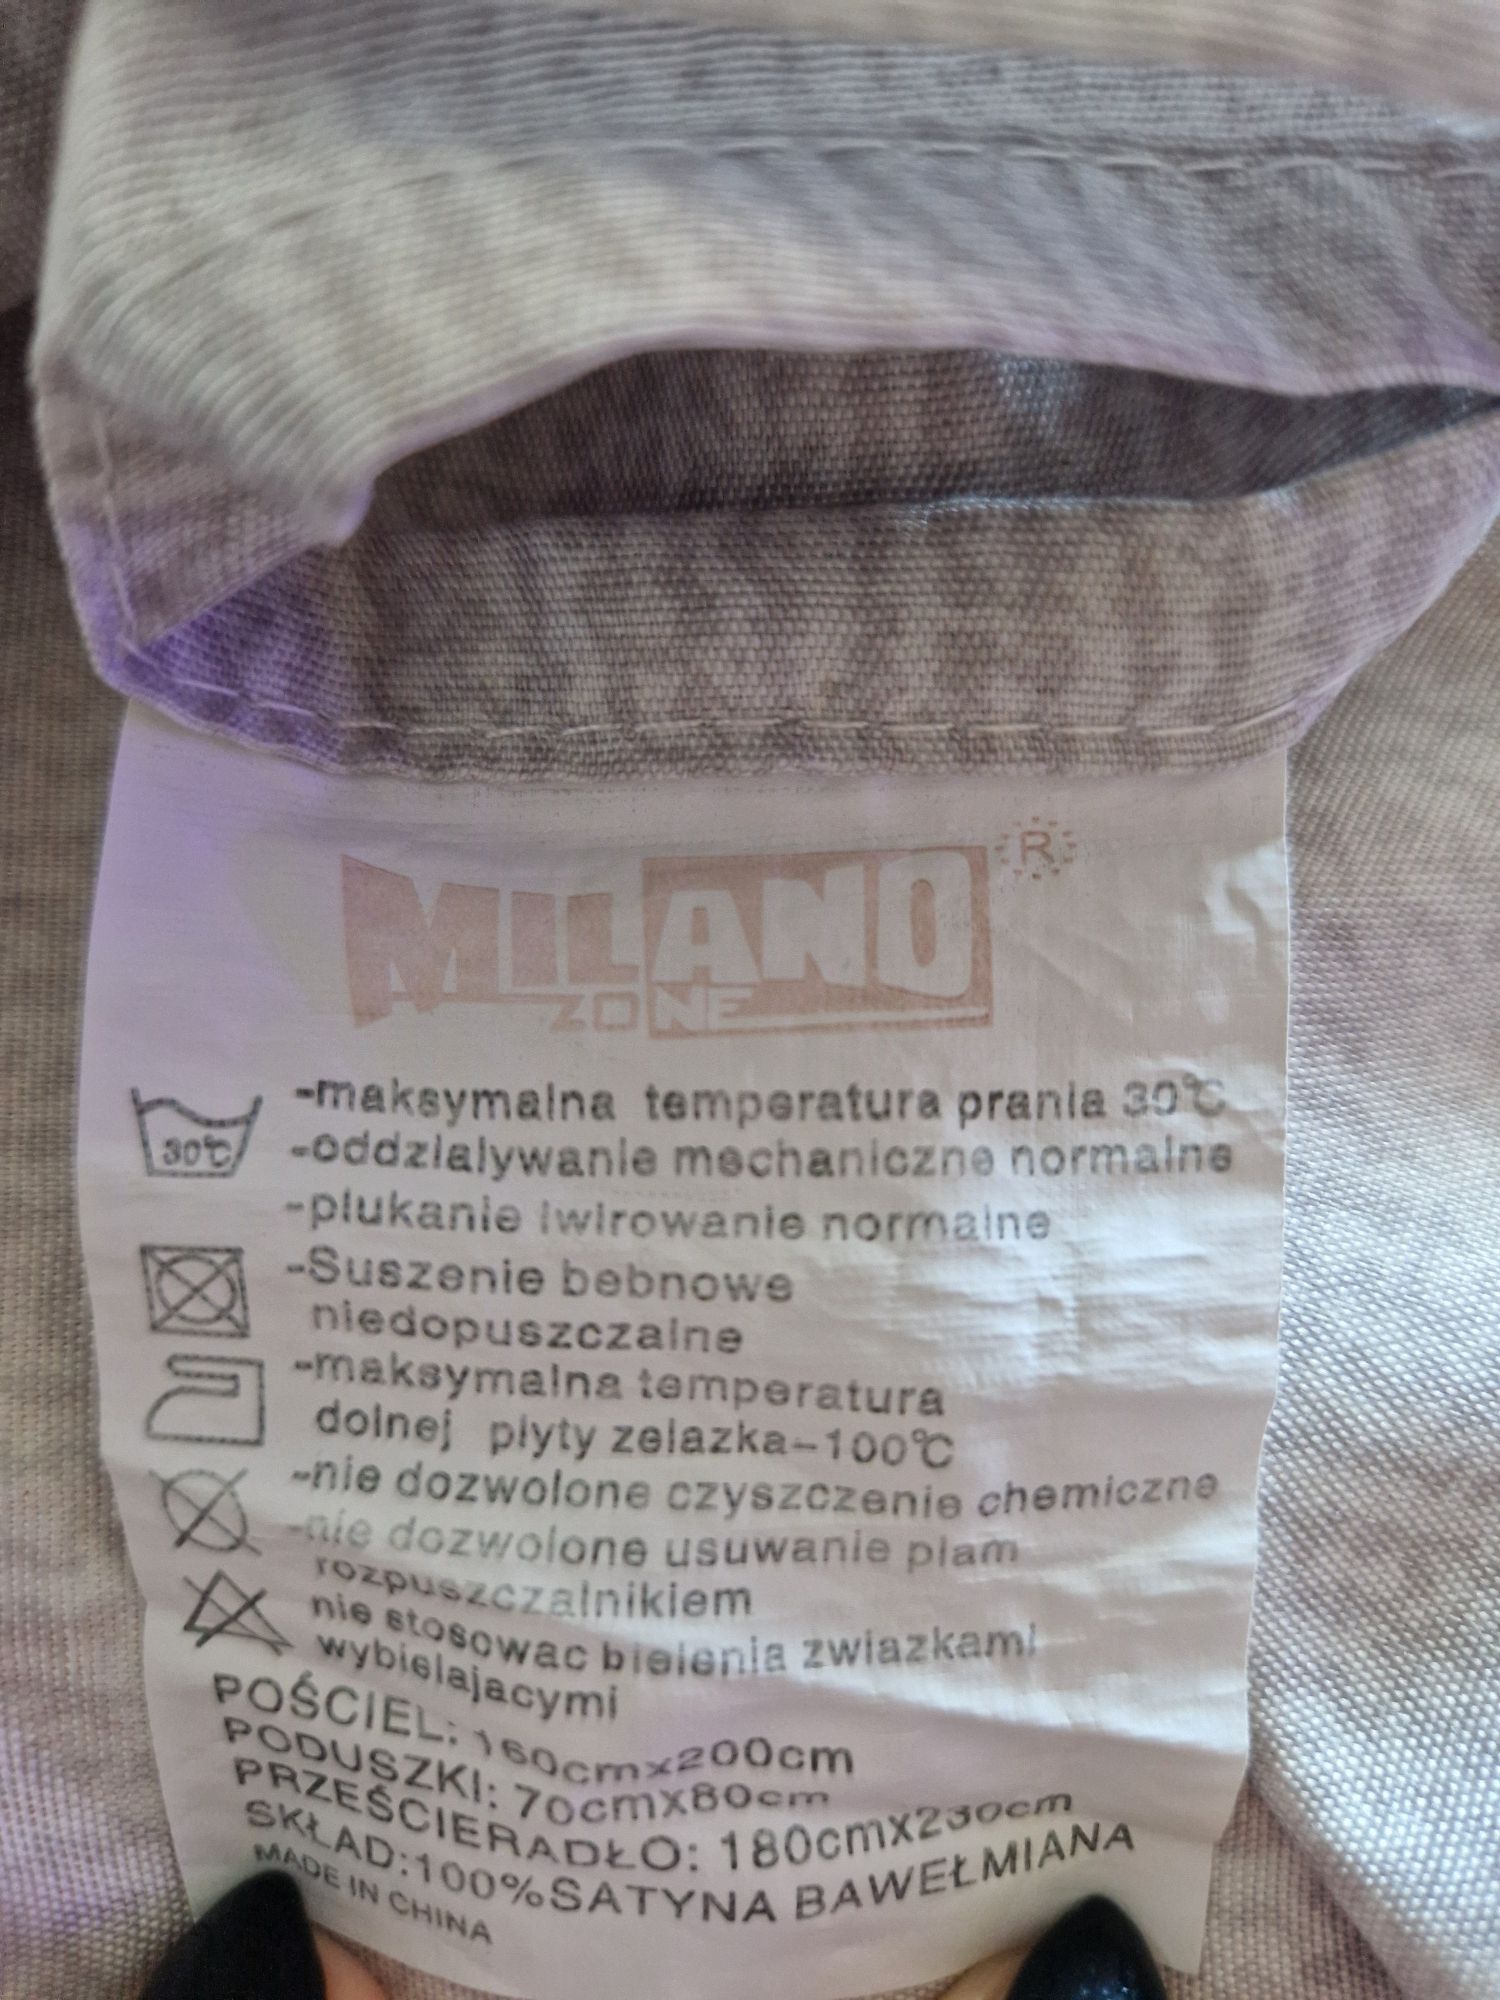 MILANO R
ZONE
-maksymalna temperatura prania 30℃
30℃
-oddzialywanie mechaniczne normalne
-plukanie iwirowanie normalne
-Suszenie bebnowe
niedopuszczalne
-maksymalna temperatura
dolnej plyty zelazka-100℃
-nie dozwolone czyszczenie chemiczne
-nie dozwolone usuwanie plam
rozpuszczalnikiem
nie stosowac bielenia zwiazkami
wybielajacymi
POŚCIEL: 160cmx200cm
PODUSZKI: 70cmx80cm
PRZEŚCIERADŁO: 180cmx230cm
SKŁAD:100%SATYNA BAWEŁMIANA
MADE IN CHINA